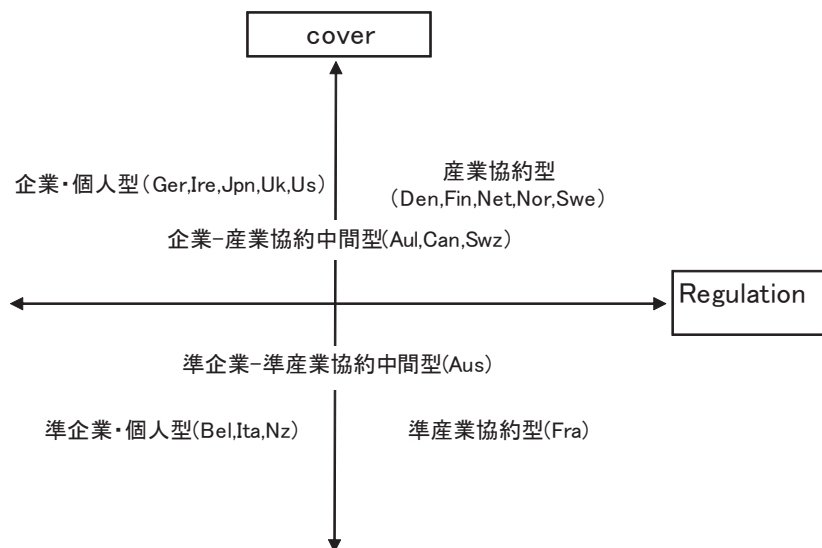 cover
企業・個人型(Ger,Ire,Jpn,Uk,Us)
産業協約型
(Den,Fin,Net,Nor,Swe)
企業-産業協約中間型(Aul,Can,Swz)
Regulation
準企業-準産業協約中間型(Aus)
準企業・個人型(Bel,Ita,Nz)
準産業協約型(Fra)